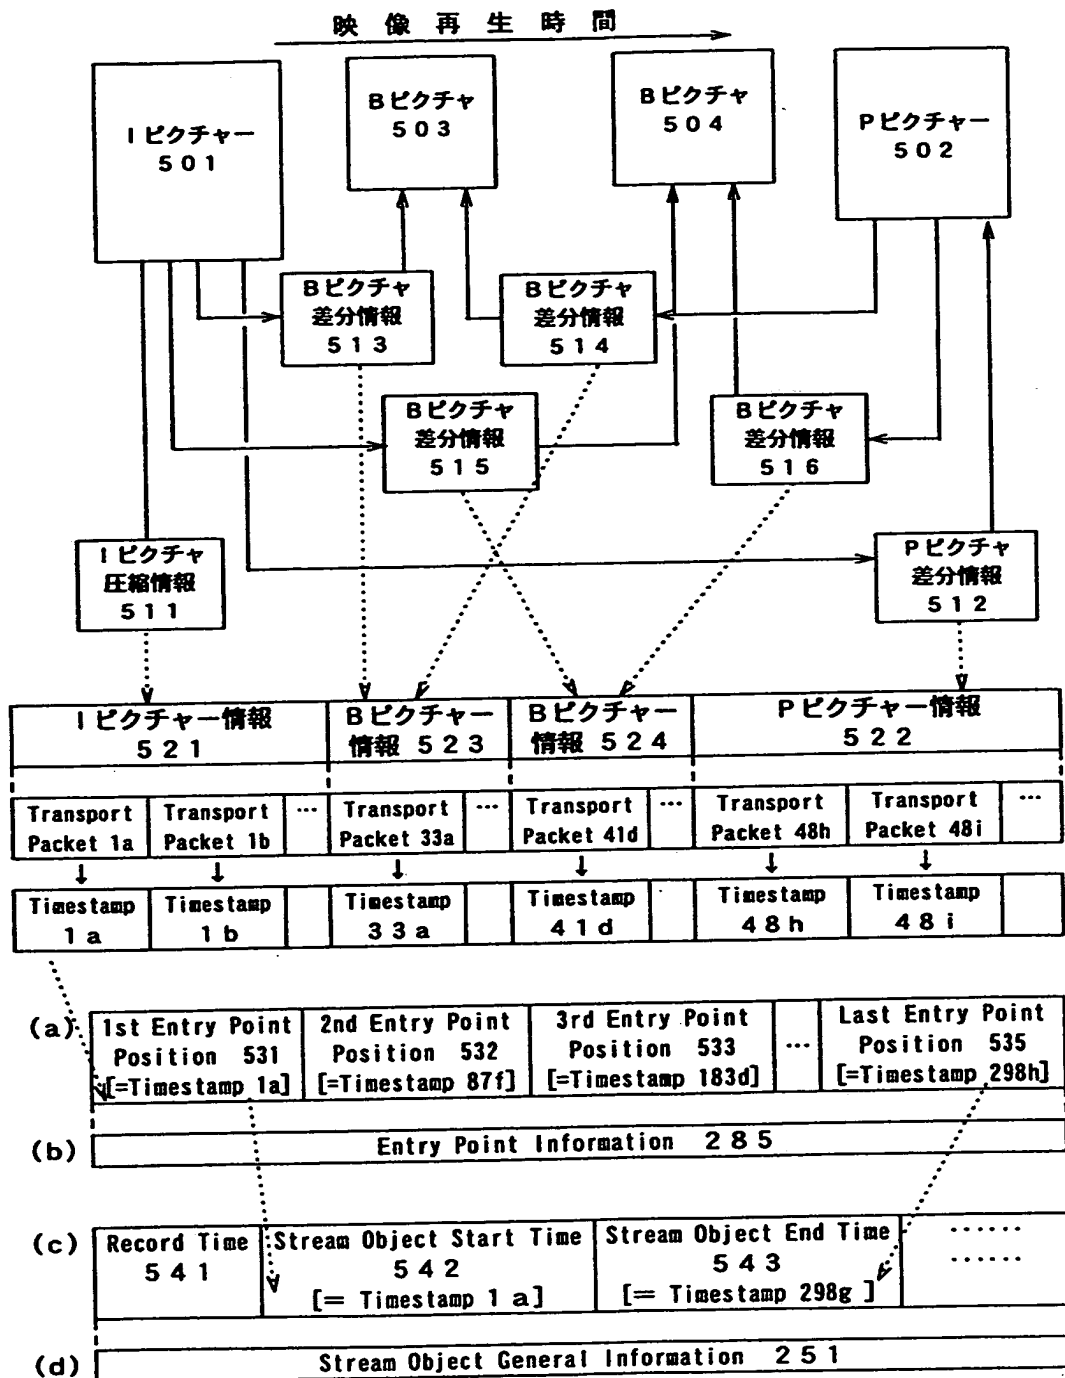 映像再生時間
Iピクチャー
501
Bピクチャ
503
Bピクチャ
504
Pピクチャー
502
Bピクチャ
差分情報
513
Bピクチャ
差分情報
514
Bピクチャ
差分情報
515
Bピクチャ
差分情報
516
Iピクチャ
圧縮情報
511
Pピクチャ
差分情報
512
Iピクチャー情報
521
Bピクチャー
情報 523
Bピクチャー
情報 524
Pピクチャー情報
522
Transport
Packet 1a
Transport
Packet 1b
...
Transport
Packet 33a
...
Transport
Packet 41d
...
Transport
Packet 48h
Transport
Packet 48i
...
Timestamp
1a
Timestamp
1b
Timestamp
33a
Timestamp
41d
Timestamp
48h
Timestamp
48i
(a)
1st Entry Point
Position 531
[=Timestamp 1a]
2nd Entry Point
Position 532
[=Timestamp 87f]
3rd Entry Point
Position 533
[=Timestamp 183d]
...
Last Entry Point
Position 535
[=Timestamp 298h]
(b)
Entry Point Information 285
(c)
Record Time
541
Stream Object Start Time
542
[= Timestamp 1a]
Stream Object End Time
543
[= Timestamp 298g ]
......
......
(d)
Stream Object General Information 251